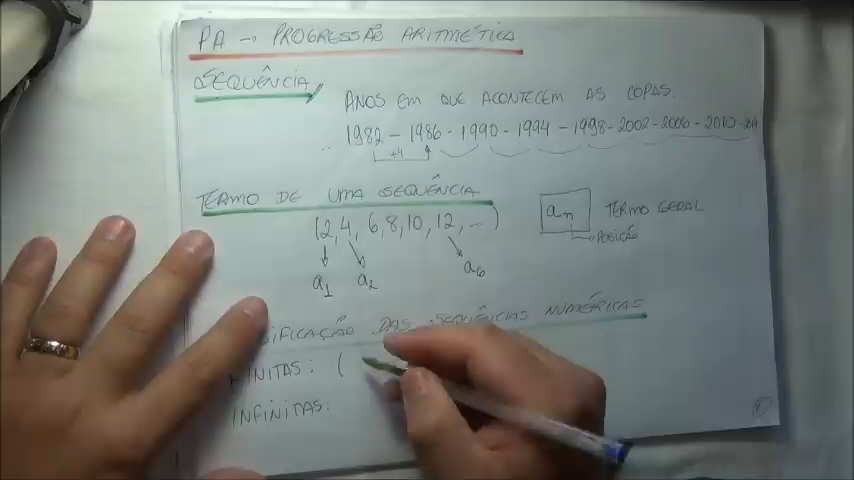 PA → PROGRESSÃO ARITMÉTICA
SEQUÊNCIA
ANOS EM QUE ACONTECEM AS COPAS.
1982 - 1986 - 1990 - 1994 - 1998 - 2002 - 2006 - 2010 -
+4
TERMO DE UMA SEQUÊNCIA
(2, 4, 6, 8, 10, 12, ...)
a1 a2 a6
an TERMO GERAL
POSIÇÃO
DAS SEQUÊNCIAS NUMÉRICAS
FINITAS: (
INFINITAS:
1